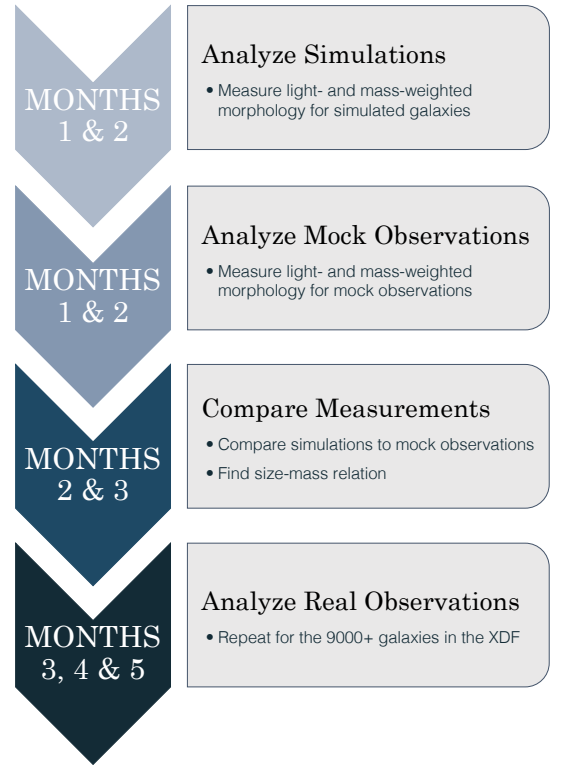 MONTHS
1 & 2
Analyze Simulations
• Measure light- and mass-weighted
morphology for simulated galaxies
MONTHS
1 & 2
Analyze Mock Observations
• Measure light- and mass-weighted
morphology for mock observations
MONTHS
2 & 3
Compare Measurements
• Compare simulations to mock observations
• Find size-mass relation
MONTHS
3, 4 & 5
Analyze Real Observations
• Repeat for the 9000+ galaxies in the XDF